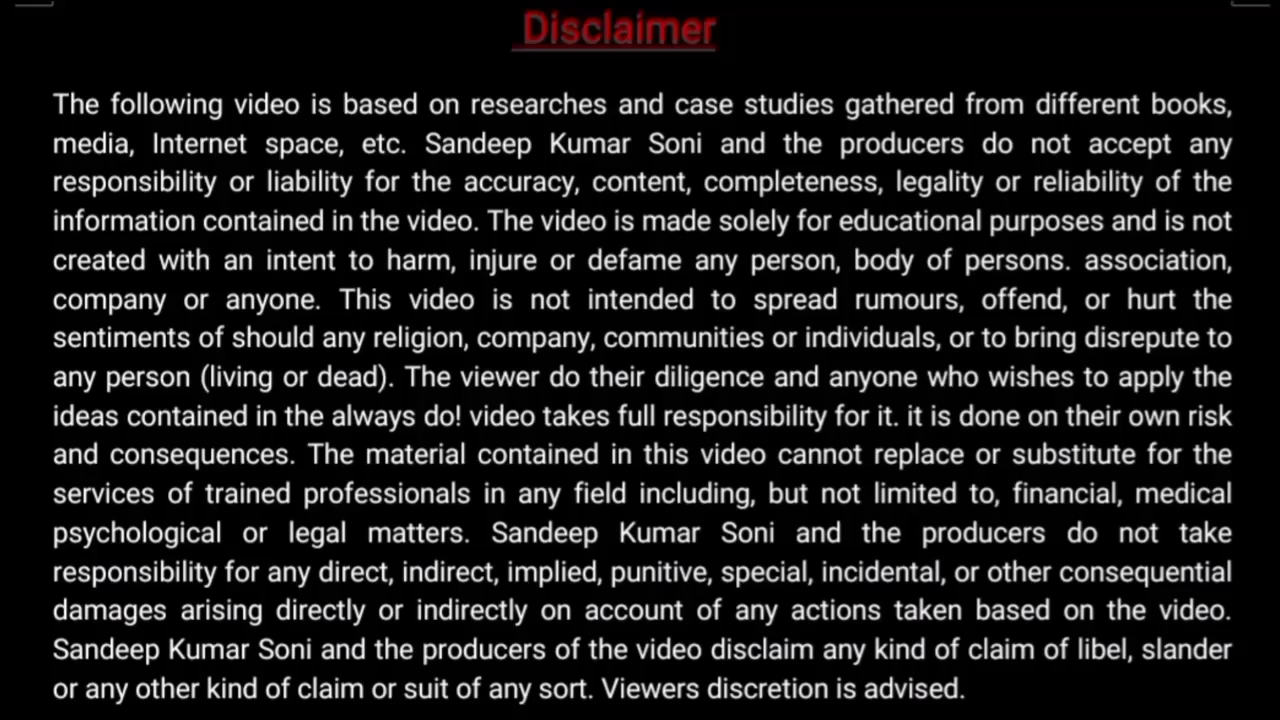 Disclaimer
The following video is based on researches and case studies gathered from different books,
media, Internet space, etc. Sandeep Kumar Soni and the producers do not accept any
responsibility or liability for the accuracy, content, completeness, legality or reliability of the
information contained in the video. The video is made solely for educational purposes and is not
created with an intent to harm, injure or defame any person, body of persons. association,
company or anyone. This video is not intended to spread rumours, offend, or hurt the
sentiments of should any religion, company, communities or individuals, or to bring disrepute to
any person (living or dead). The viewer do their diligence and anyone who wishes to apply the
ideas contained in the always do! video takes full responsibility for it. it is done on their own risk
and consequences. The material contained in this video cannot replace or substitute for the
services of trained professionals in any field including, but not limited to, financial, medical
psychological or legal matters. Sandeep Kumar Soni and the producers do not take
responsibility for any direct, indirect, implied, punitive, special, incidental, or other consequential
damages arising directly or indirectly on account of any actions taken based on the video.
Sandeep Kumar Soni and the producers of the video disclaim any kind of claim of libel, slander
or any other kind of claim or suit of any sort. Viewers discretion is advised.